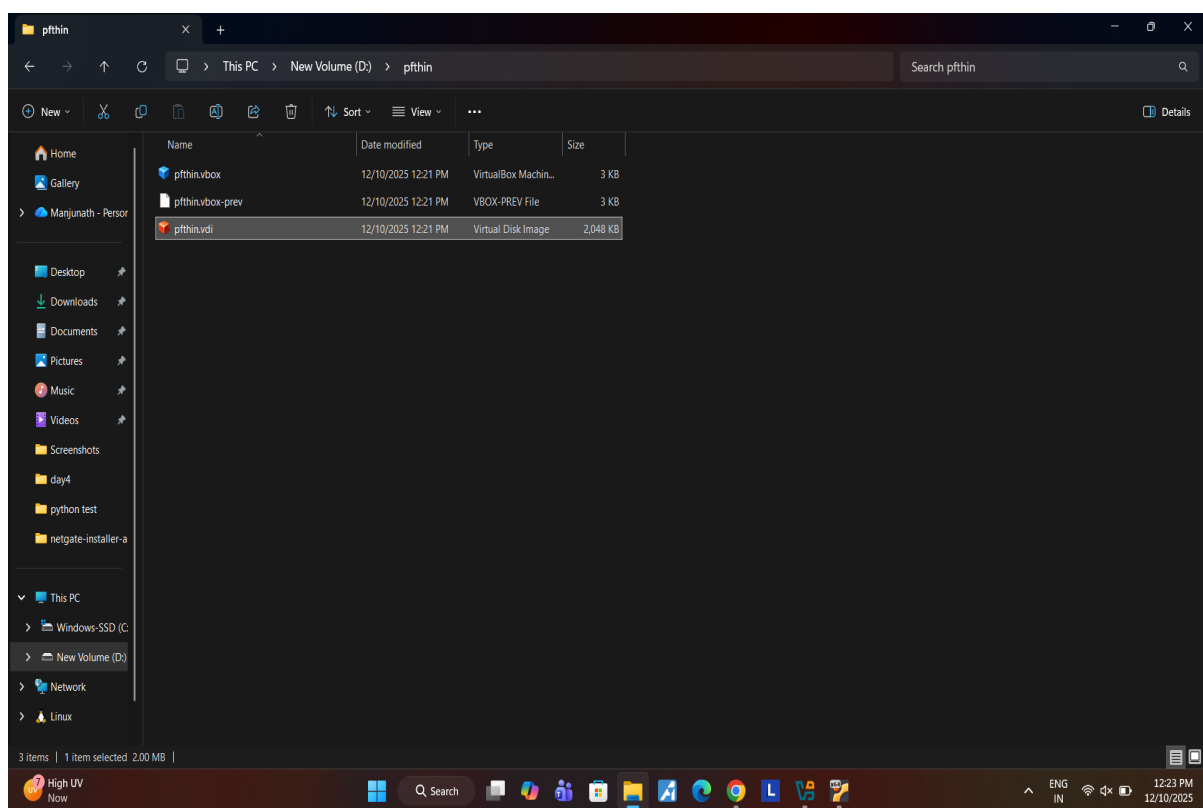 pfthin
This PC > New Volume (D:) > pfthin
Search pfthin
New
Sort
View
Details
Home
Gallery
Manjunath - Persor
Desktop
Downloads
Documents
Pictures
Music
Videos
Screenshots
day4
python test
netgate-installer-a
This PC
Windows-SSD (C:
New Volume (D:)
Network
Linux
Name Date modified Type Size
pfthin.vbox 12/10/2025 12:21 PM VirtualBox Machin... 3 KB
pfthin.vbox-prev 12/10/2025 12:21 PM VBOX-PREV File 3 KB
pfthin.vdi 12/10/2025 12:21 PM Virtual Disk Image 2,048 KB
3 items | 1 item selected 2.00 MB |
7
UV
High UV
Now
Search
L
V9
V64
ENG
IN
12:23 PM
12/10/2025